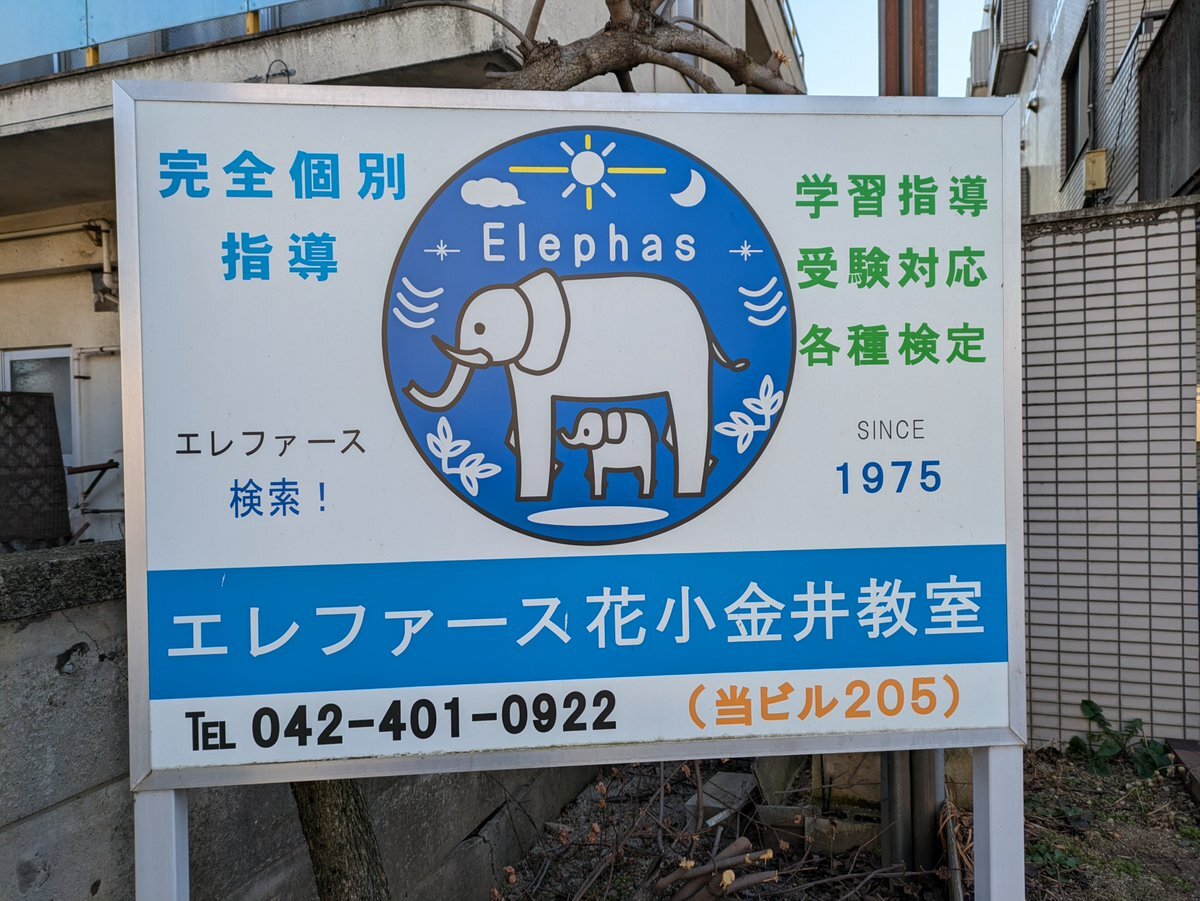 完全個別
指導
Elephas
学習指導
受験対応
各種検定
エレファース
検索！
SINCE
1975
エレファース花小金井教室
TEL 042-401-0922
（当ビル205）